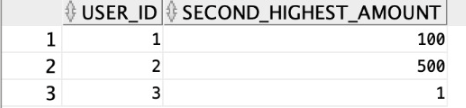 USER_ID SECOND_HIGHEST_AMOUNT
1 1 100
2 2 500
3 3 1